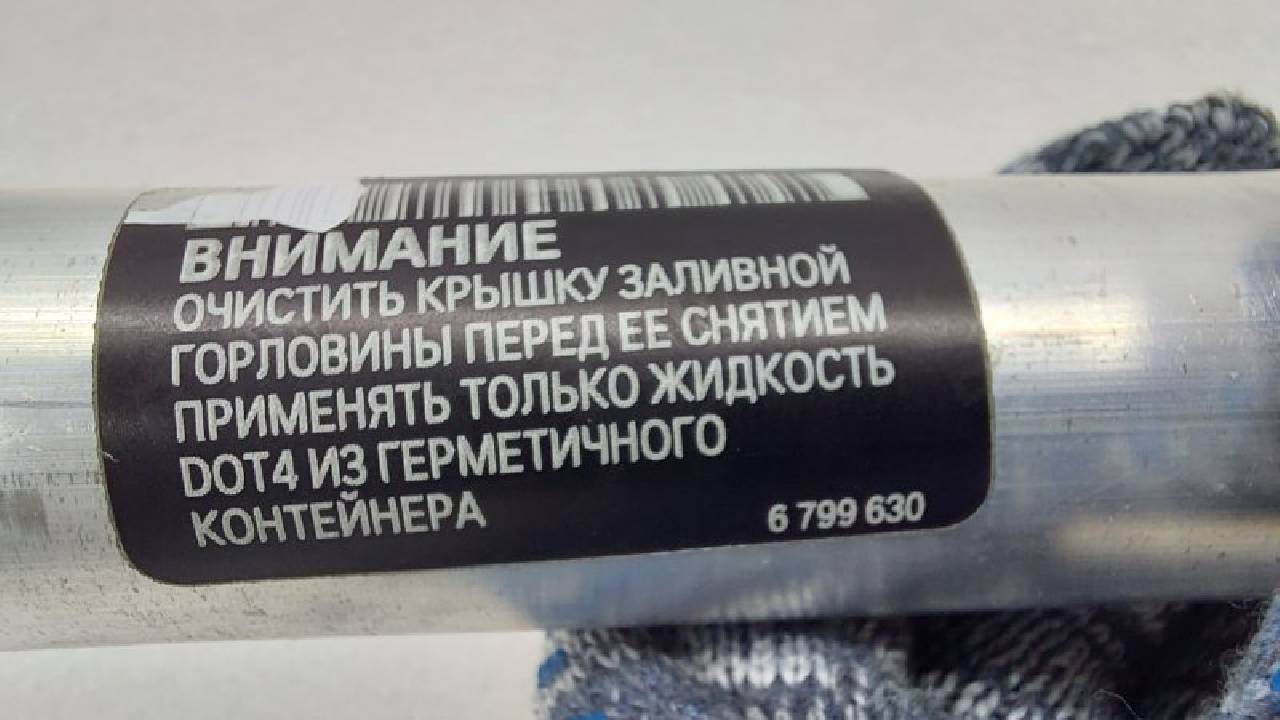 ВНИМАНИЕ
ОЧИСТИТЬ КРЫШКУ ЗАЛИВНОЙ
ГОРЛОВИНЫ ПЕРЕД ЕЕ СНЯТИЕМ
ПРИМЕНЯТЬ ТОЛЬКО ЖИДКОСТЬ
DOT4 ИЗ ГЕРМЕТИЧНОГО
КОНТЕЙНЕРА
6 799 630